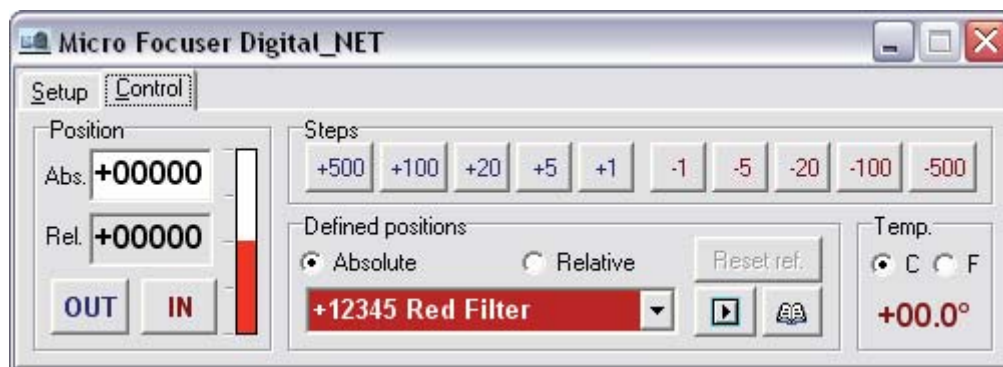 Micro Focuser Digital_NET
Setup Control
Position
Abs. +00000
Rel. +00000
OUT IN
Steps
+500 +100 +20 +5 +1 -1 -5 -20 -100 -500
Defined positions
Absolute Relative Reset ref.
+12345 Red Filter
Temp.
C F
+00.0°